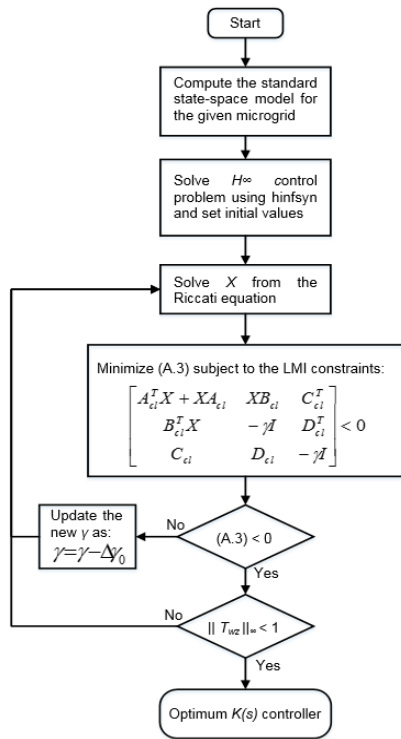 Start
Compute the standard
state-space model for
the given microgrid
Solve H∞ control
problem using hinfsyn
and set initial values
Solve X from the
Riccati equation
Minimize (A.3) subject to the LMI constraints:
A_cl^T X + XA_cl XB_cl C_cl^T
B_cl^T X -γI D_cl^T < 0
C_cl D_cl -γI
Update the
new γ as:
γ=γ-Δγ_0
No
(A.3) < 0
Yes
No
|| T_wz ||_∞ < 1
Yes
Optimum K(s) controller